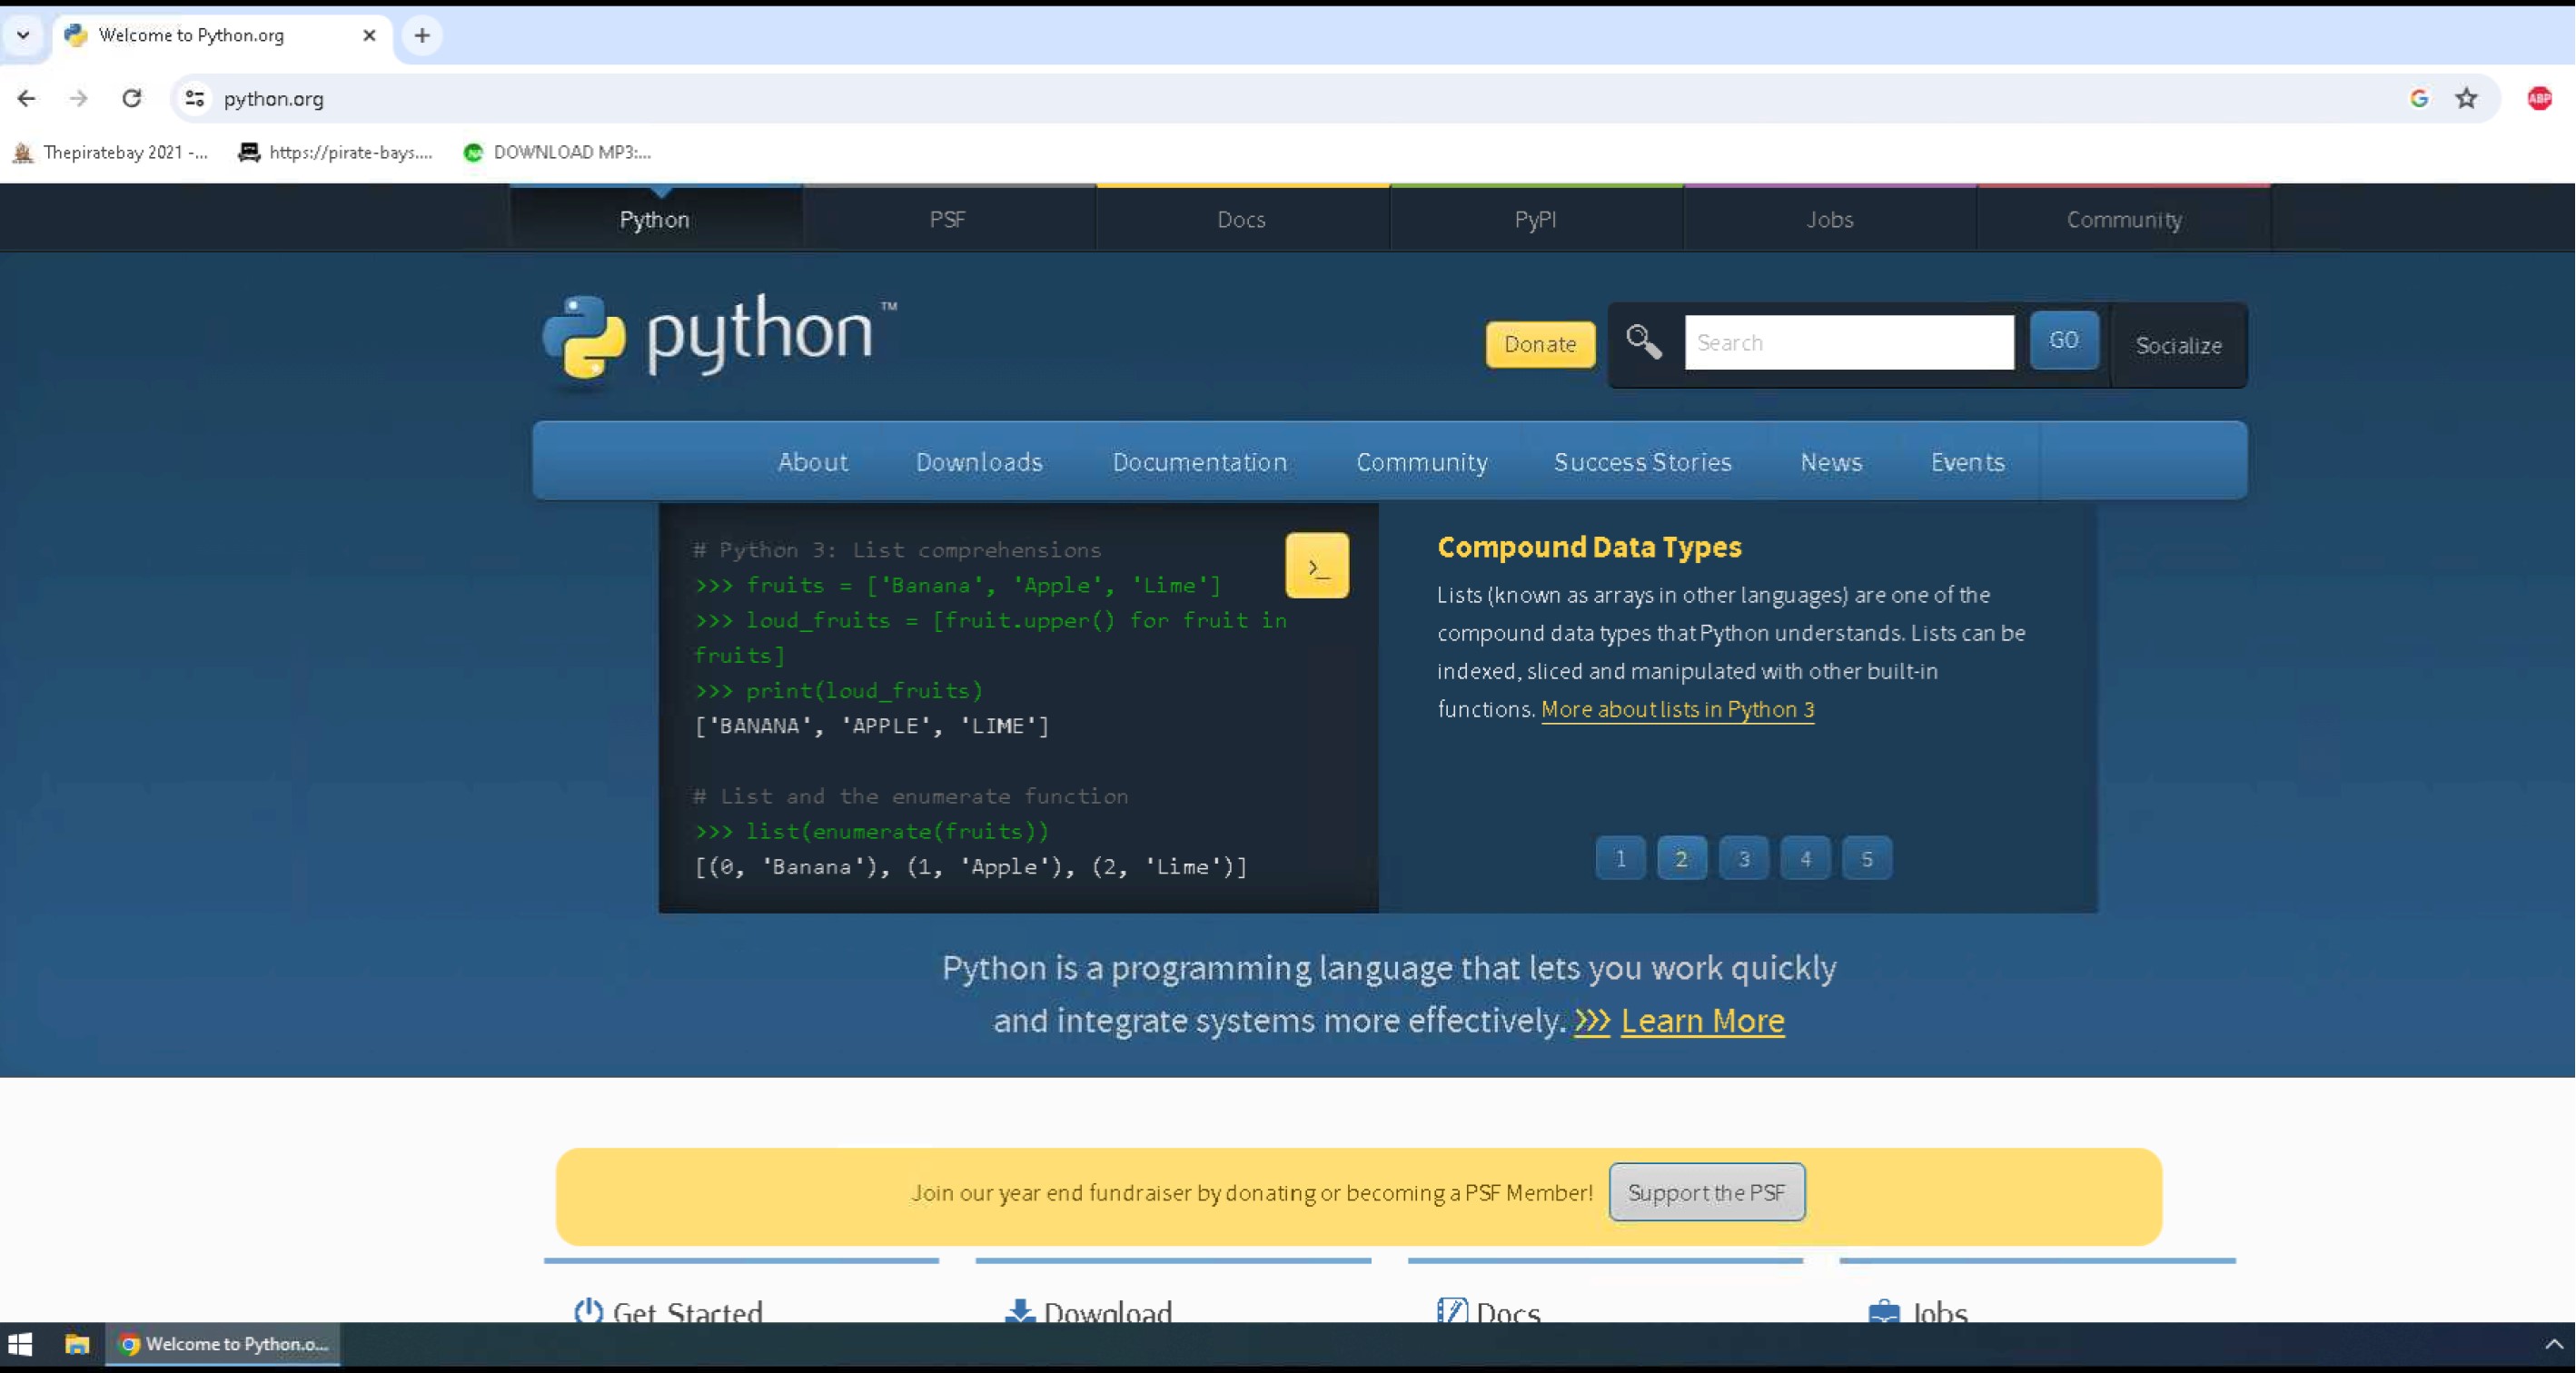 Welcome to Python.org
python.org
Thepiratebay 2021 -...
https://pirate-bays....
DOWNLOAD MP3:...
ABP
Python
PSF
Docs
PyPI
Jobs
Community
python™
Donate
Search
GO
Socialize
About
Downloads
Documentation
Community
Success Stories
News
Events
# Python 3: List comprehensions
>>> fruits = ['Banana', 'Apple', 'Lime']
>>> loud_fruits = [fruit.upper() for fruit in
fruits]
>>> print(loud_fruits)
['BANANA', 'APPLE', 'LIME']
# List and the enumerate function
>>> list(enumerate(fruits))
[(0, 'Banana'), (1, 'Apple'), (2, 'Lime')]
>_
Compound Data Types
Lists (known as arrays in other languages) are one of the
compound data types that Python understands. Lists can be
indexed, sliced and manipulated with other built-in
functions. More about lists in Python 3
1 2 3 4 5
Python is a programming language that lets you work quickly
and integrate systems more effectively. >>> Learn More
Join our year end fundraiser by donating or becoming a PSF Member! Support the PSF
Get Started
Download
Docs
Jobs
Welcome to Python.o...